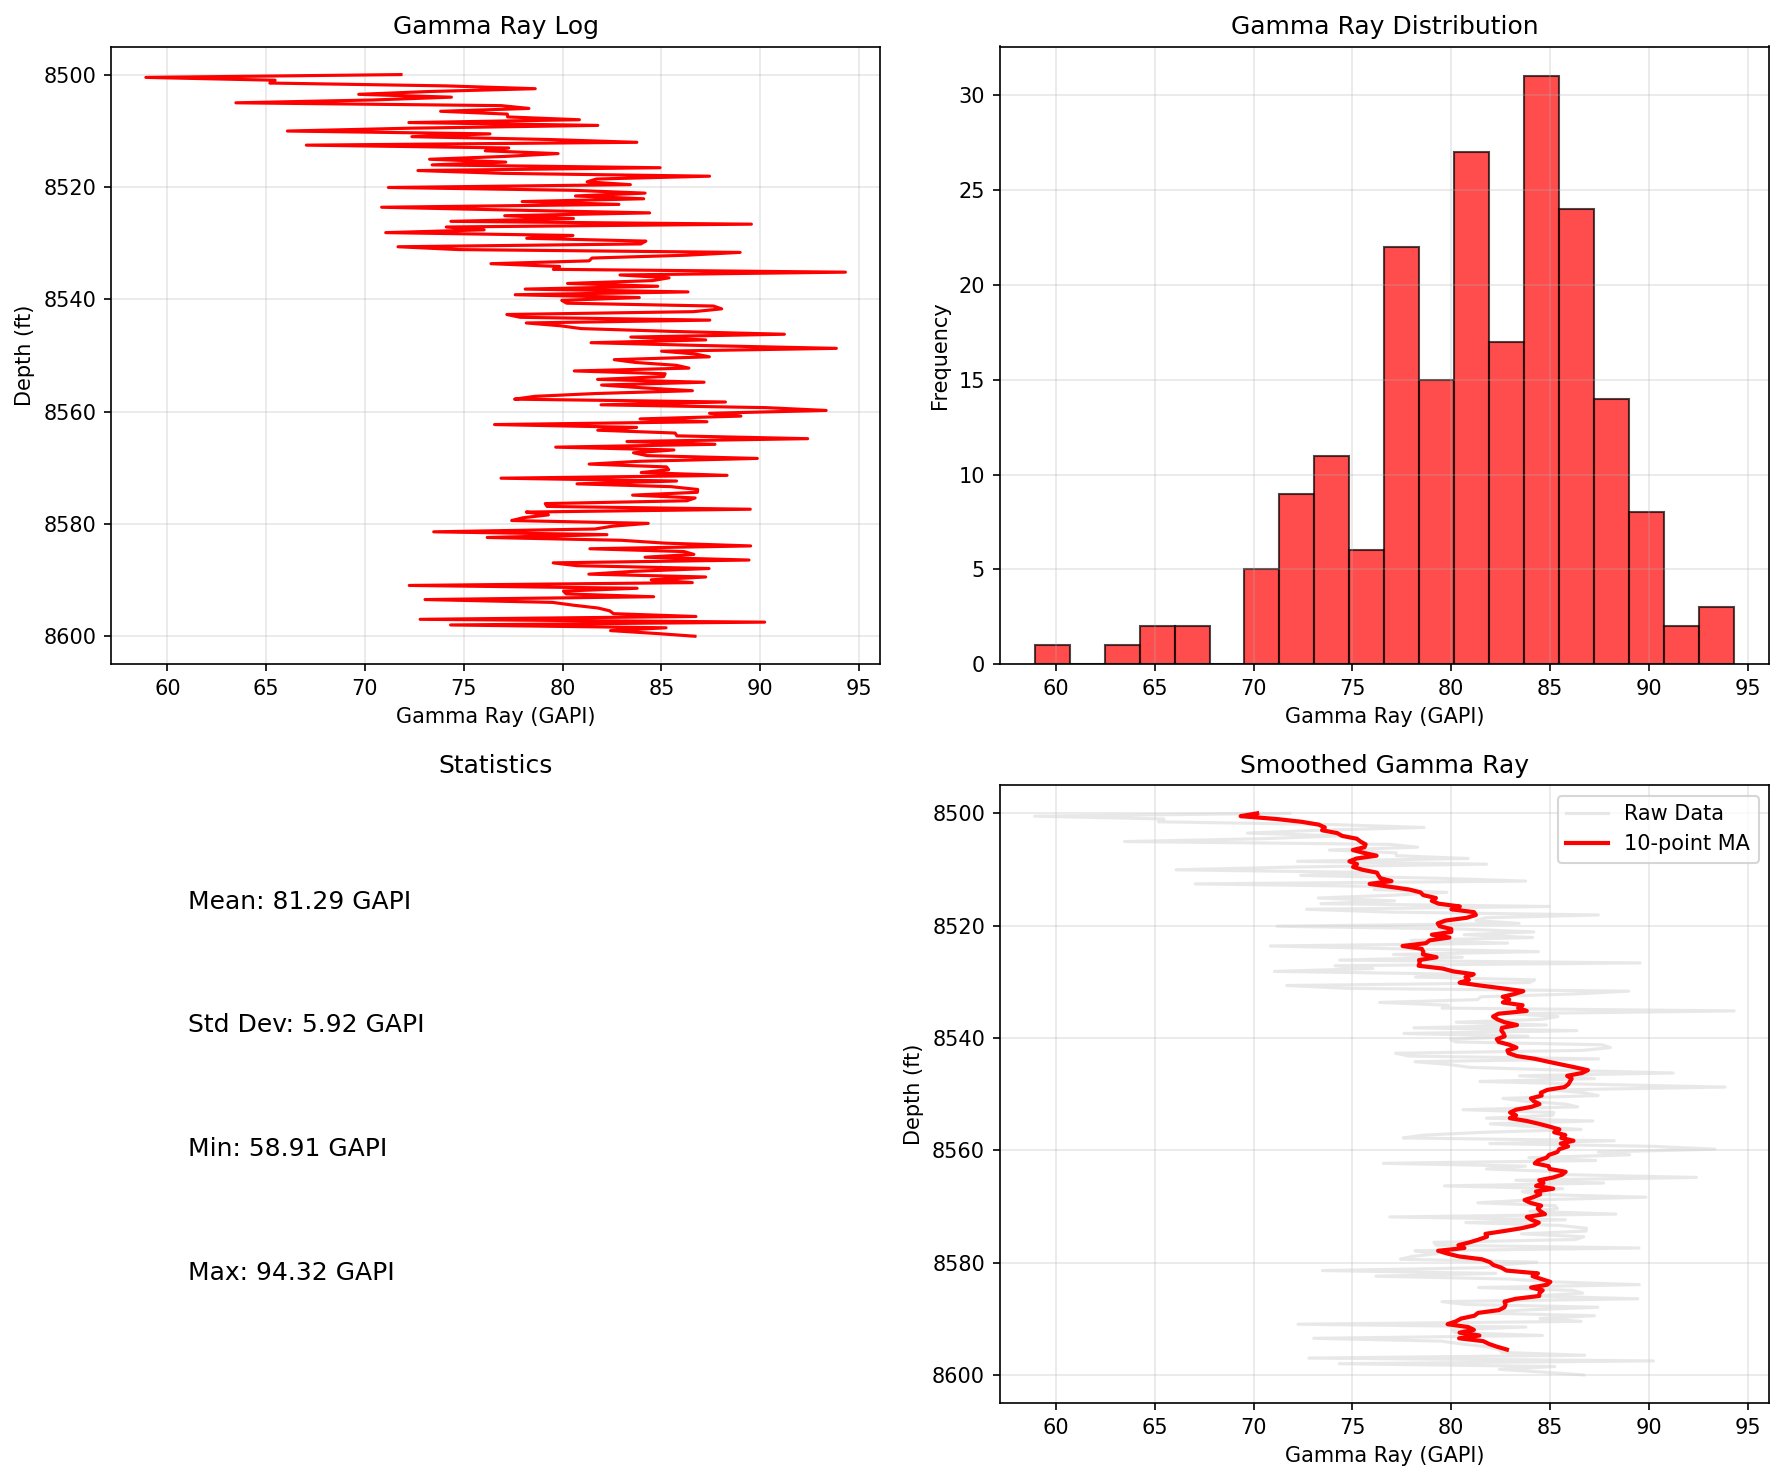 Gamma Ray Log
8500
8520
8540
8560
8580
8600
Depth (ft)
60 65 70 75 80 85 90 95
Gamma Ray (GAPI)
Gamma Ray Distribution
30
25
20
15
10
5
0
Frequency
60 65 70 75 80 85 90 95
Gamma Ray (GAPI)
Statistics
Mean: 81.29 GAPI
Std Dev: 5.92 GAPI
Min: 58.91 GAPI
Max: 94.32 GAPI
Smoothed Gamma Ray
Raw Data
10-point MA
8500
8520
8540
8560
8580
8600
Depth (ft)
60 65 70 75 80 85 90 95
Gamma Ray (GAPI)